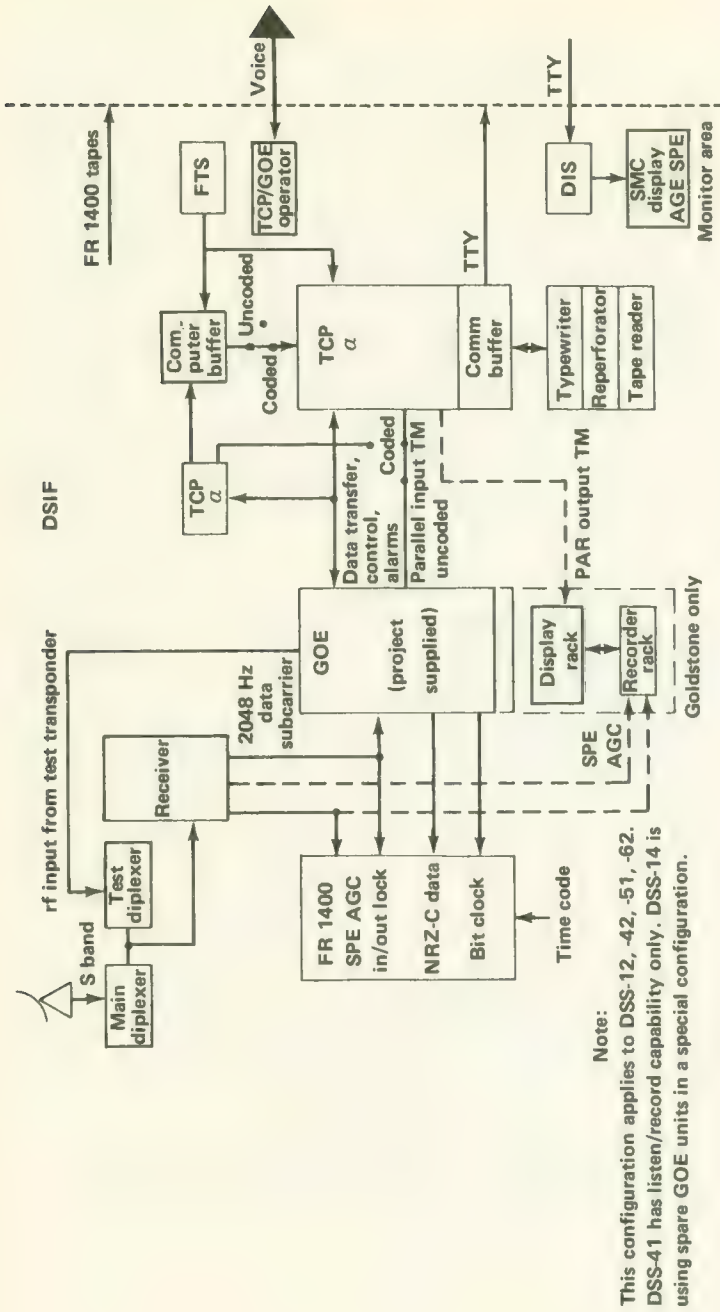 DSIF
rf input from test transponder
S band
Main
diplexer
Test
diplexer
Receiver
2048 Hz
data
subcarrier
FR 1400
SPE AGC
in/out lock
NRZ-C data
Bit clock
Time code
GOE
(project
supplied)
SPE
AGC
Display
rack
Recorder
rack
Goldstone only
PAR output TM
Data transfer,
control,
alarms
Parallel input TM
uncoded
Coded
TCP
α
Com-
puter
buffer
Uncoded
Coded
TCP
α
Comm
buffer
Typewriter
Reperforator
Tape reader
FTS
TCP/GOE
operator
Voice
FR 1400 tapes
TTY
TTY
DIS
SMC
display
AGE SPE
Monitor area
Note:
This configuration applies to DSS-12, -42, -51, -62.
DSS-41 has listen/record capability only. DSS-14 is
using spare GOE units in a special configuration.